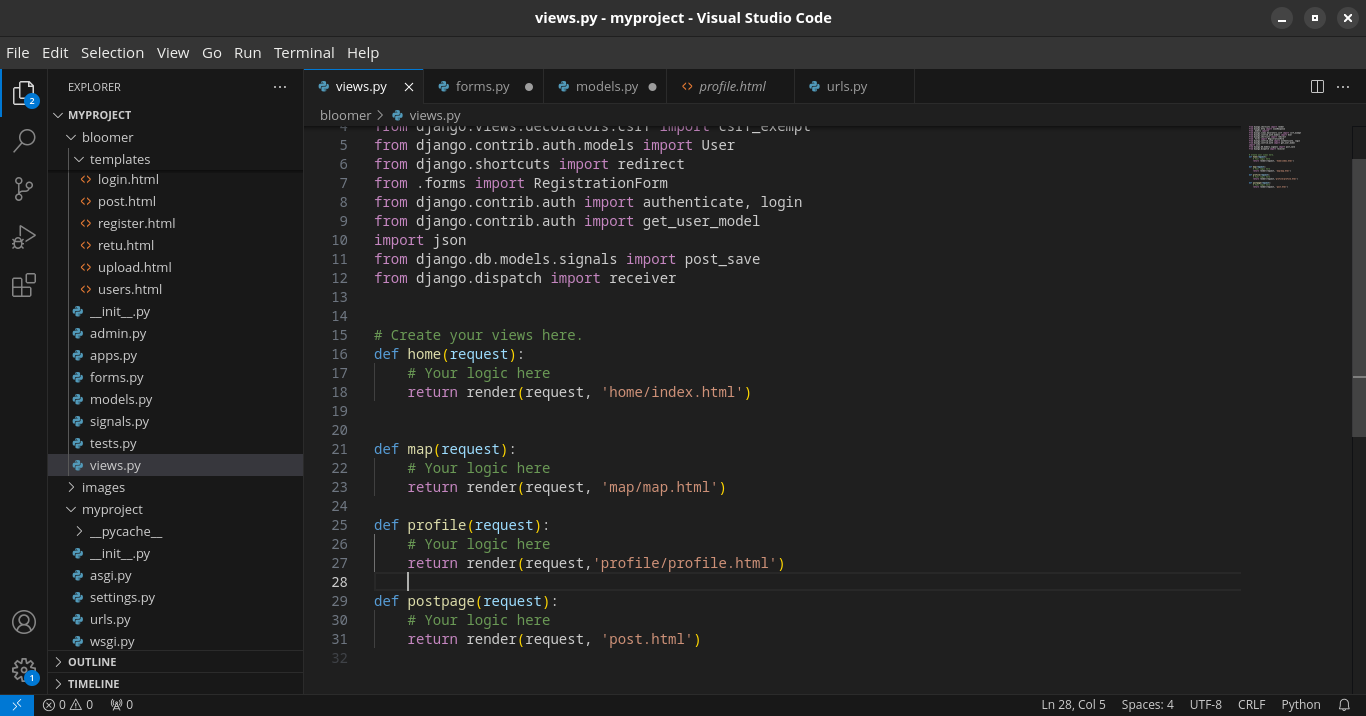 views.py - myproject - Visual Studio Code
File Edit Selection View Go Run Terminal Help
EXPLORER
views.py
forms.py
models.py
profile.html
urls.py
bloomer > views.py
2
MYPROJECT
bloomer
templates
login.html
post.html
register.html
retu.html
upload.html
users.html
__init__.py
admin.py
apps.py
forms.py
models.py
signals.py
tests.py
views.py
images
myproject
__pycache__
__init__.py
asgi.py
settings.py
urls.py
wsgi.py
OUTLINE
TIMELINE
1
4 from django.views.decorators.csrf import csrf_exempt
5 from django.contrib.auth.models import User
6 from django.shortcuts import redirect
7 from .forms import RegistrationForm
8 from django.contrib.auth import authenticate, login
9 from django.contrib.auth import get_user_model
10 import json
11 from django.db.models.signals import post_save
12 from django.dispatch import receiver
13
14
15 # Create your views here.
16 def home(request):
17     # Your logic here
18     return render(request, 'home/index.html')
19
20
21 def map(request):
22     # Your logic here
23     return render(request, 'map/map.html')
24
25 def profile(request):
26     # Your logic here
27     return render(request,'profile/profile.html')
28
29 def postpage(request):
30     # Your logic here
31     return render(request, 'post.html')
32
0 0 0
Ln 28, Col 5 Spaces: 4 UTF-8 CRLF Python